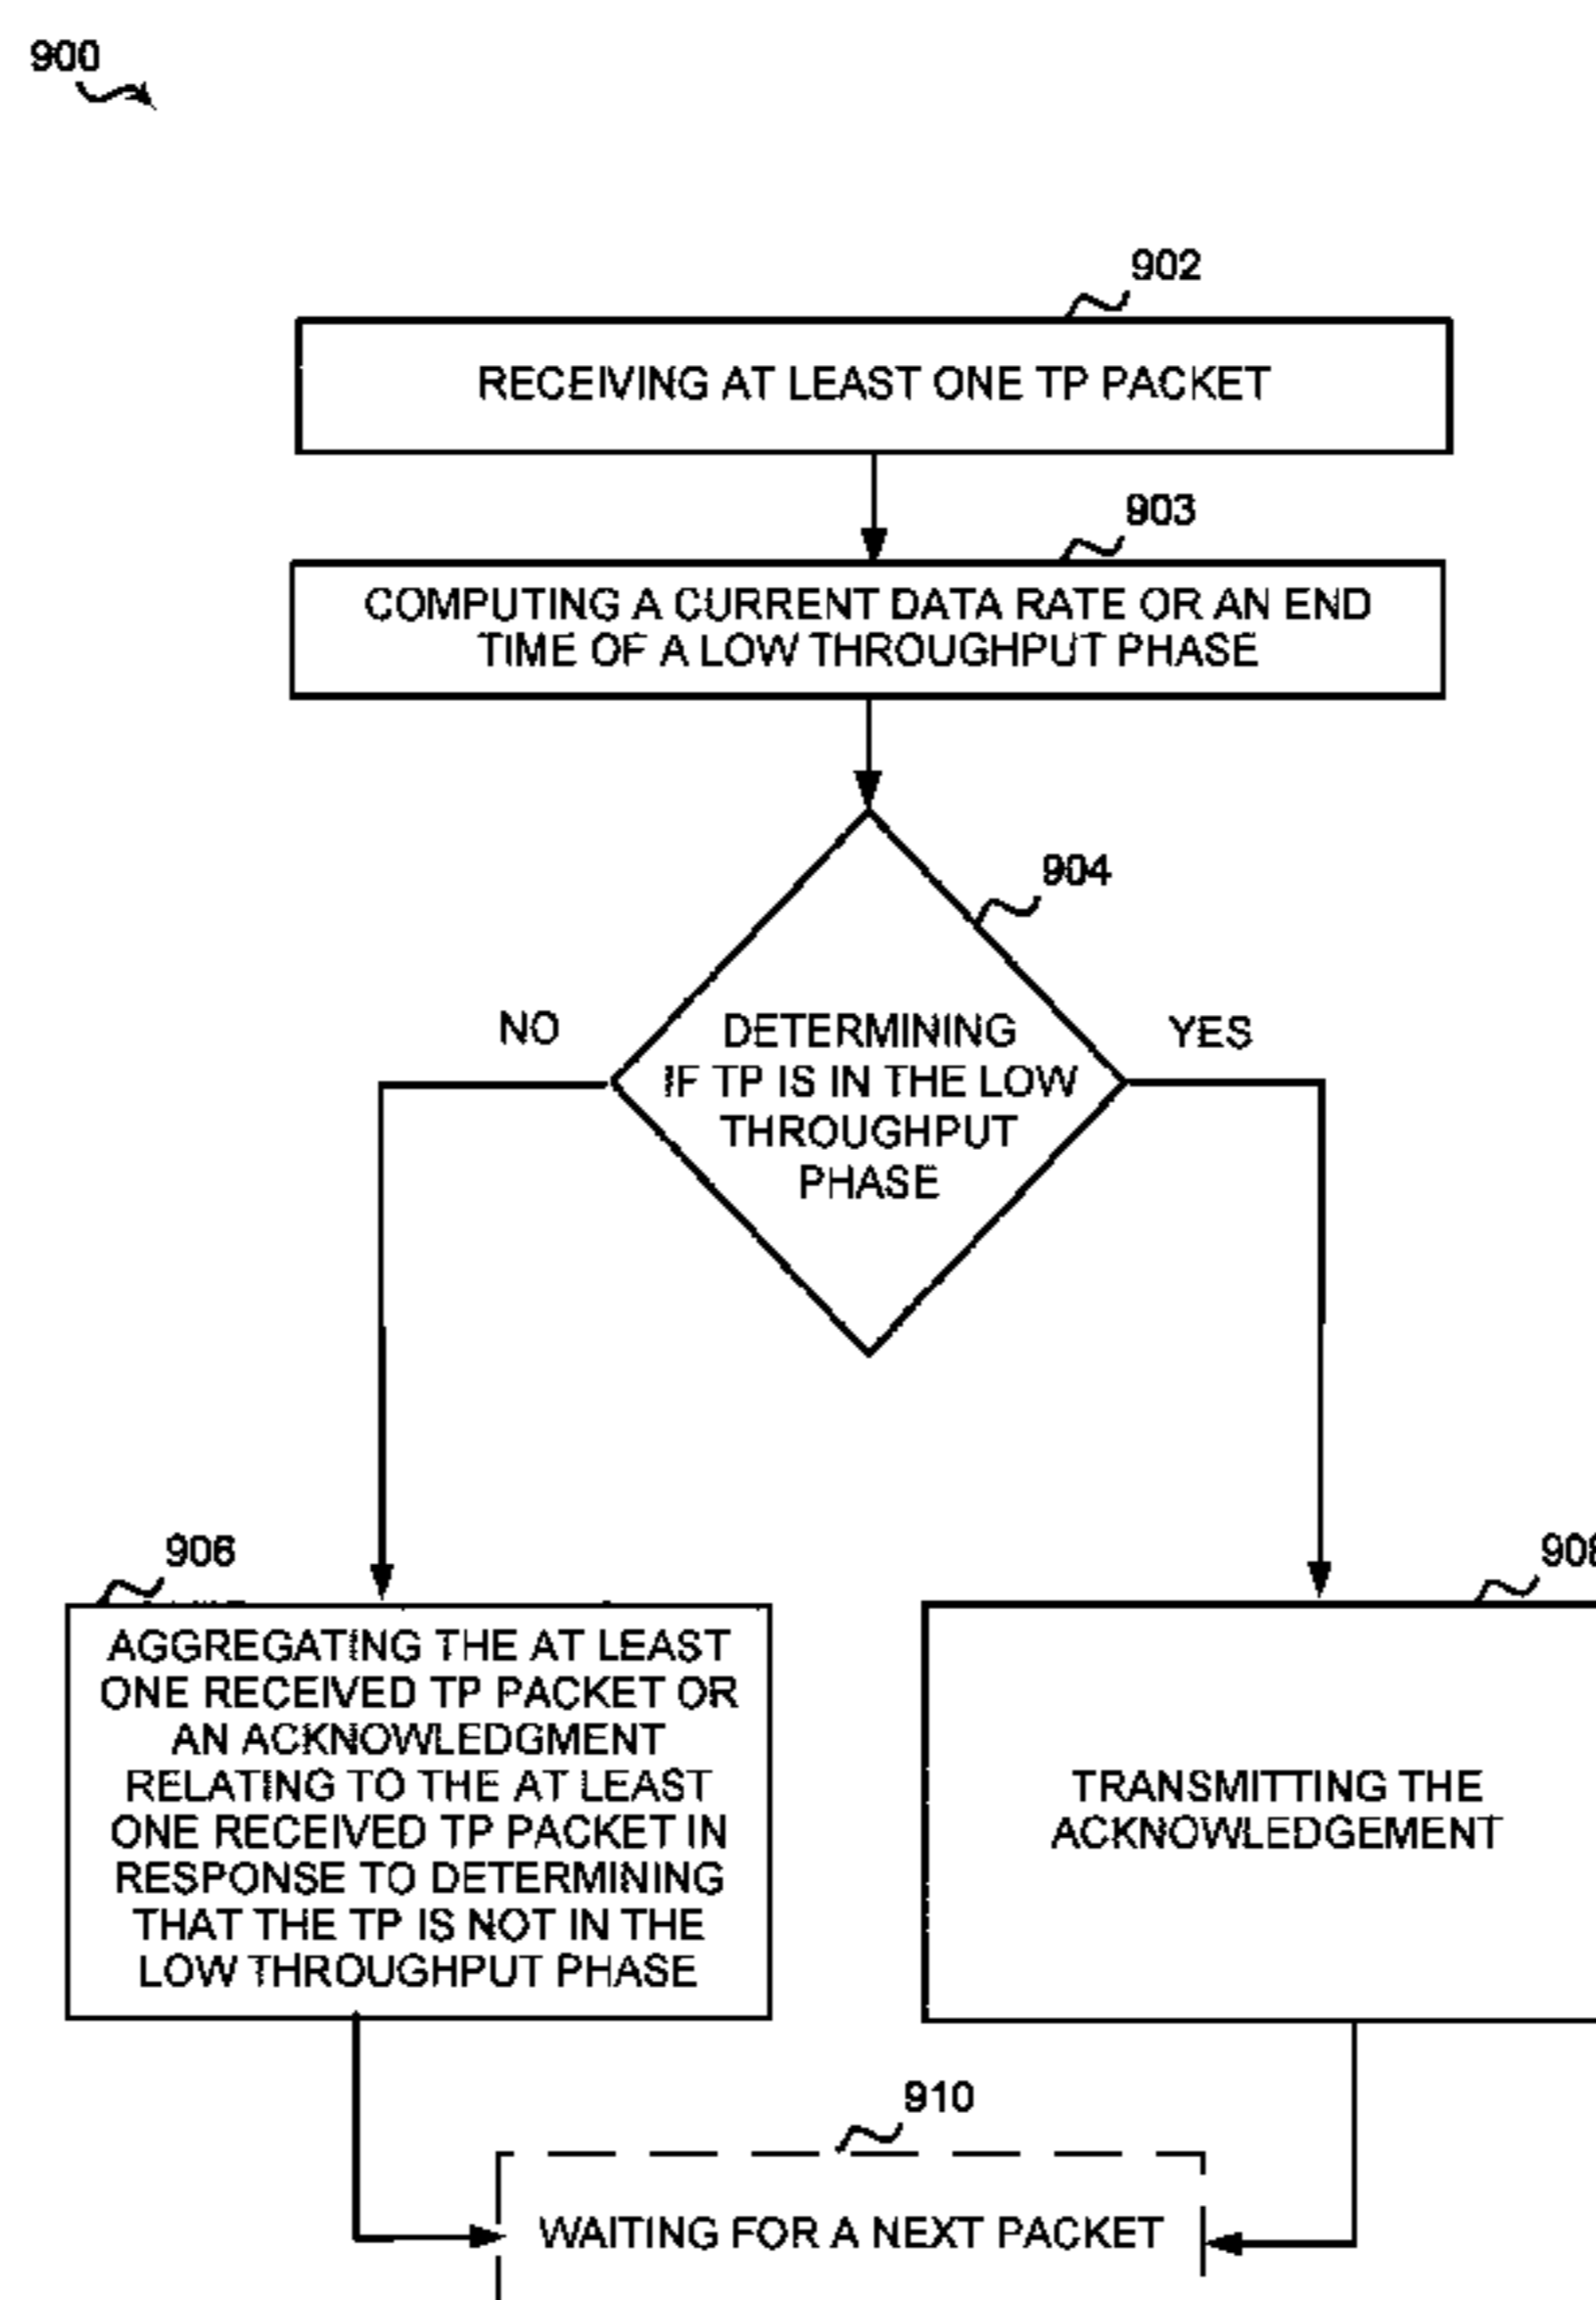 900
902
RECEIVING AT LEAST ONE TP PACKET
903
COMPUTING A CURRENT DATA RATE OR AN END
TIME OF A LOW THROUGHPUT PHASE
904
NO
YES
DETERMINING
IF TP IS IN THE LOW
THROUGHPUT
PHASE
906
AGGREGATING THE AT LEAST
ONE RECEIVED TP PACKET OR
AN ACKNOWLEDGMENT
RELATING TO THE AT LEAST
ONE RECEIVED TP PACKET IN
RESPONSE TO DETERMINING
THAT THE TP IS NOT IN THE
LOW THROUGHPUT PHASE
TRANSMITTING THE
ACKNOWLEDGEMENT
910
WAITING FOR A NEXT PACKET